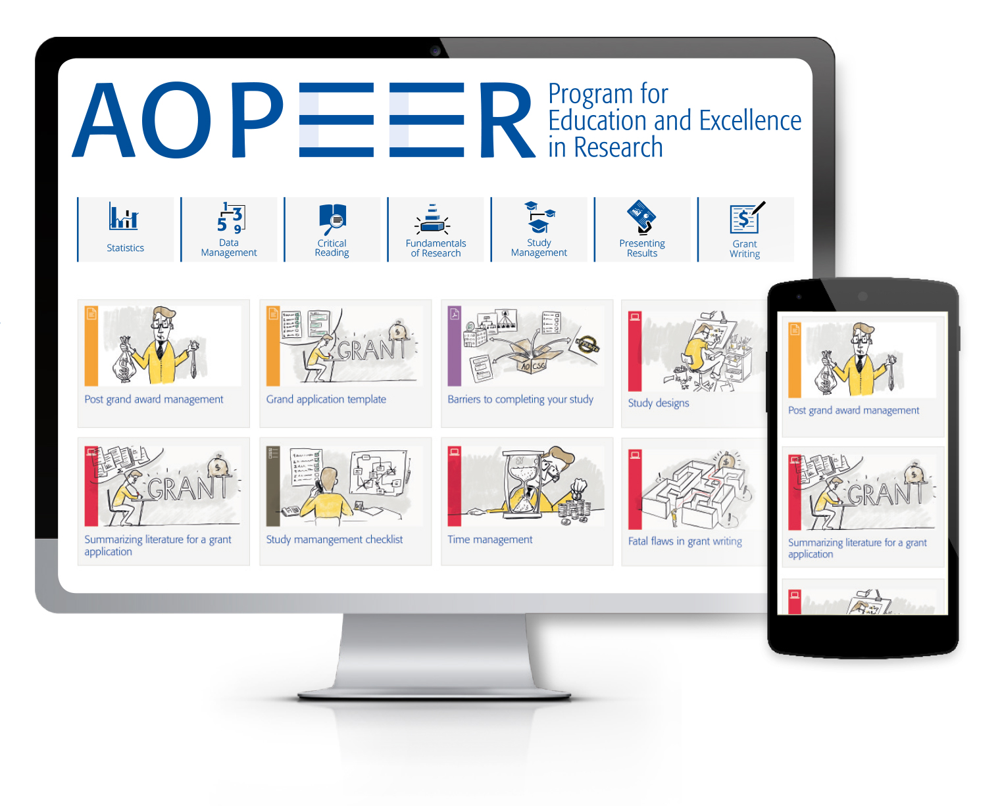 AOPEER
Program for
Education and Excellence
in Research
Statistics
1
3
5
9
Data
Management
Critical
Reading
Fundamentals
of Research
Study
Management
Presenting
Results
$
Grant
Writing
$
Post grand award management
GRANT
$
Grand application template
AO CSG
Barriers to completing your study
Study designs
GRANT
$
Summarizing literature for a grant
application
Study mamangement checklist
Time management
$
Fatal flaws in grant writing
$
Post grand award management
GRANT
$
Summarizing literature for a grant
application